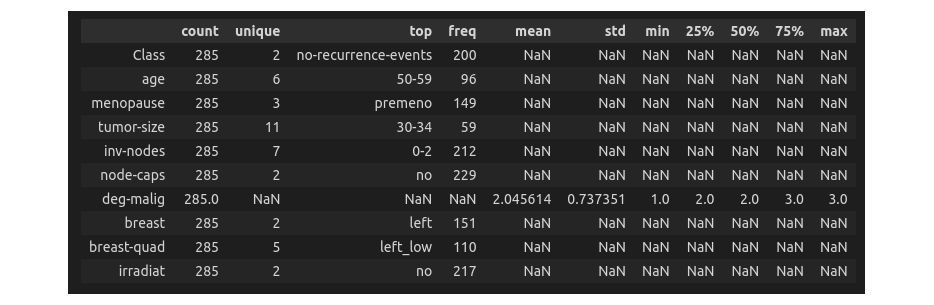 count unique top freq mean std min 25% 50% 75% max
Class 285 2 no-recurrence-events 200 NaN NaN NaN NaN NaN NaN NaN
age 285 6 50-59 96 NaN NaN NaN NaN NaN NaN NaN
menopause 285 3 premeno 149 NaN NaN NaN NaN NaN NaN NaN
tumor-size 285 11 30-34 59 NaN NaN NaN NaN NaN NaN NaN
inv-nodes 285 7 0-2 212 NaN NaN NaN NaN NaN NaN NaN
node-caps 285 2 no 229 NaN NaN NaN NaN NaN NaN NaN
deg-malig 285.0 NaN NaN NaN 2.045614 0.737351 1.0 2.0 2.0 3.0 3.0
breast 285 2 left 151 NaN NaN NaN NaN NaN NaN NaN
breast-quad 285 5 left_low 110 NaN NaN NaN NaN NaN NaN NaN
irradiat 285 2 no 217 NaN NaN NaN NaN NaN NaN NaN